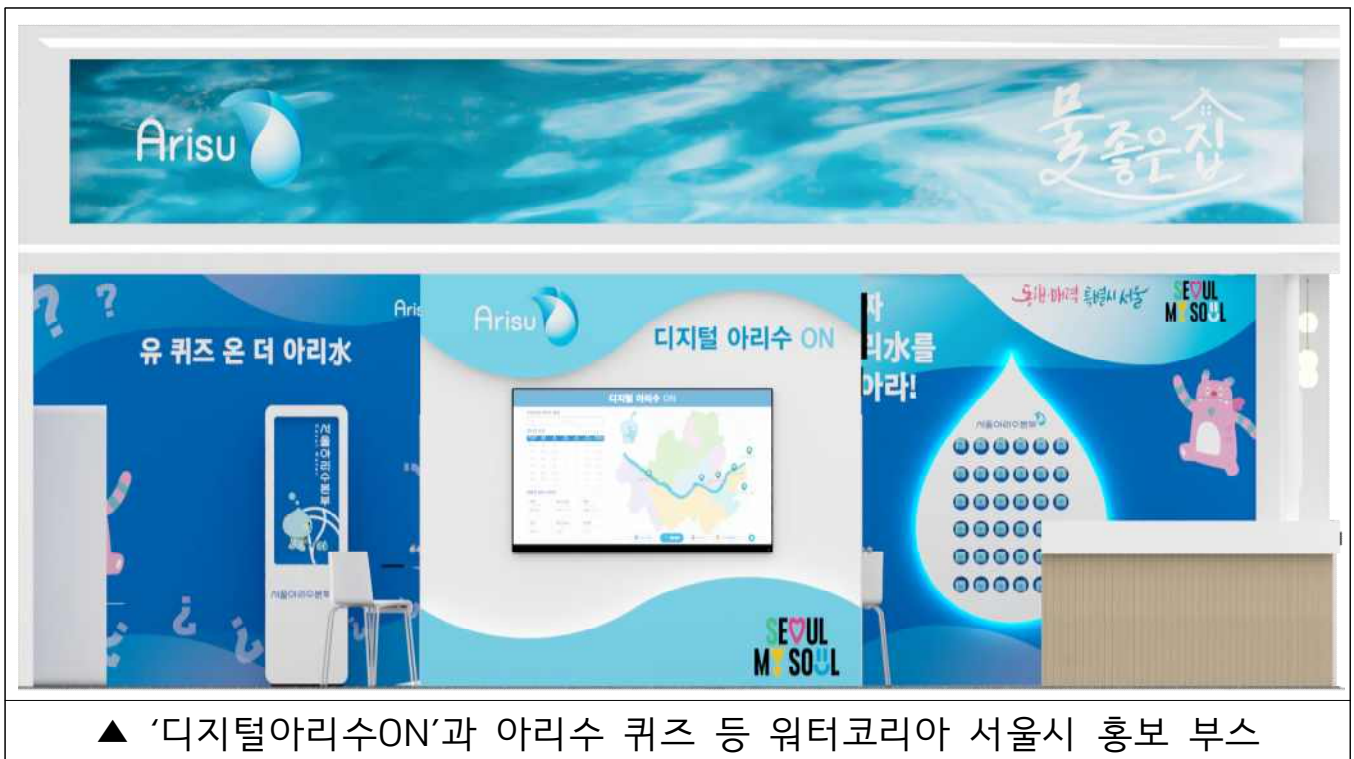 Arisu
물 좋은 집
유 퀴즈 온 더 아리水
Aris
서울아리수본부
서울아리수본부
Arisu
디지털 아리수 ON
디지털 아리수 ON
SEOUL
MY SOUL
자
리水를
아라!
동행·매력 특별시 서울
SEOUL
MY SOUL
서울아리수본부
▲ '디지털아리수ON'과 아리수 퀴즈 등 워터코리아 서울시 홍보 부스